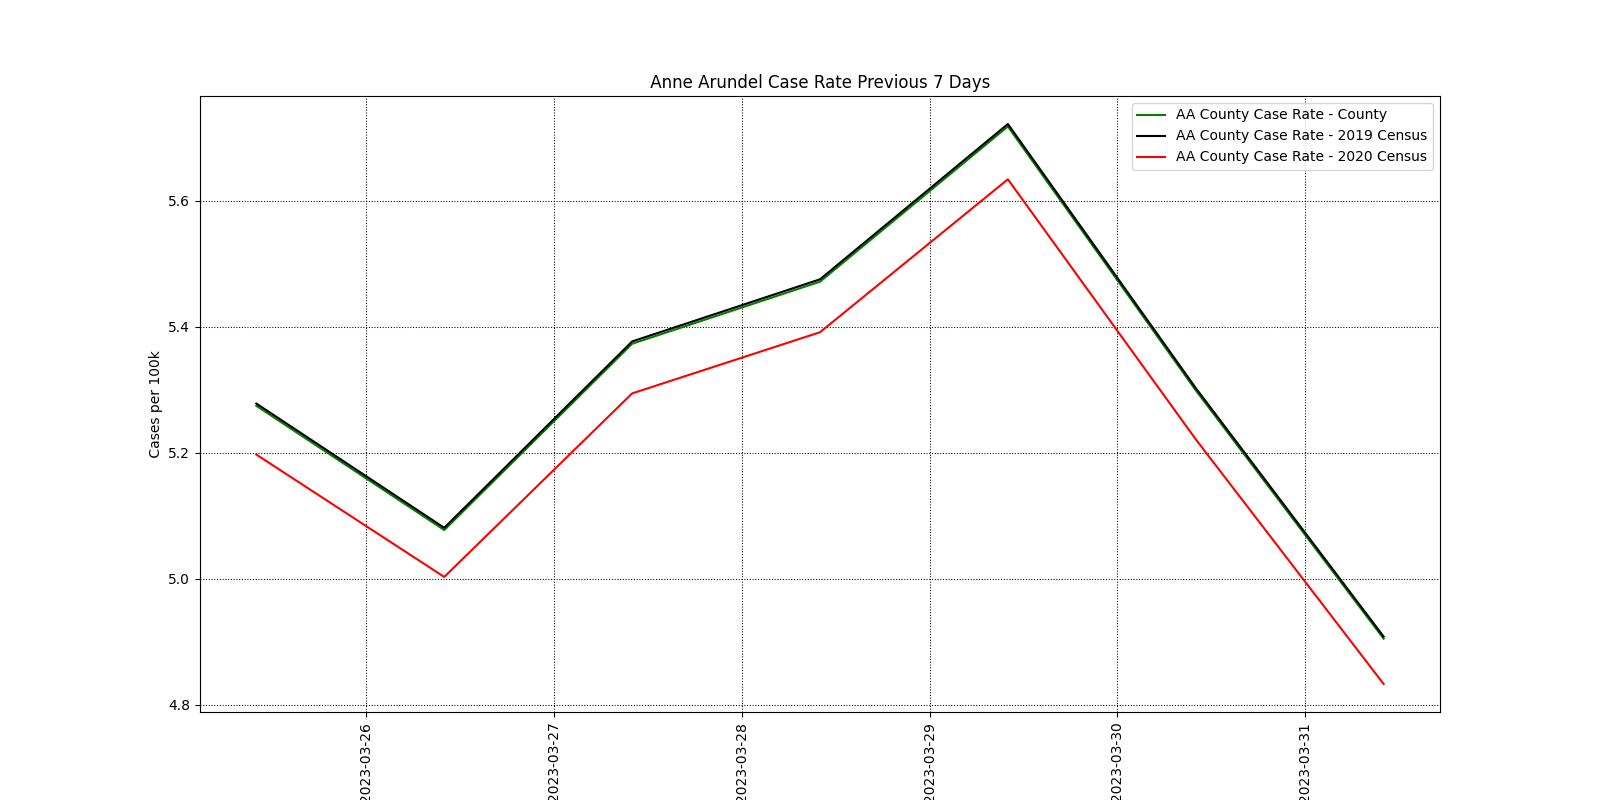 Anne Arundel Case Rate Previous 7 Days
AA County Case Rate - County
AA County Case Rate - 2019 Census
AA County Case Rate - 2020 Census
Cases per 100k
5.6
5.4
5.2
5.0
4.8
2023-03-26
2023-03-27
2023-03-28
2023-03-29
2023-03-30
2023-03-31